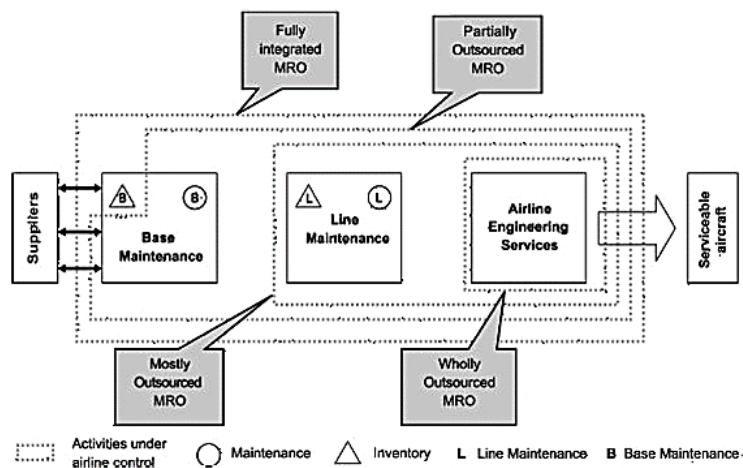 Fully
integrated
MRO
Partially
Outsourced
MRO
Suppliers
B
B
Base
Maintenance
L
L
Line
Maintenance
Airline
Engineering
Services
Serviceable
aircraft
Mostly
Outsourced
MRO
Wholly
Outsourced
MRO
Activities under
airline control
Maintenance
Inventory
L Line Maintenance
B Base Maintenance